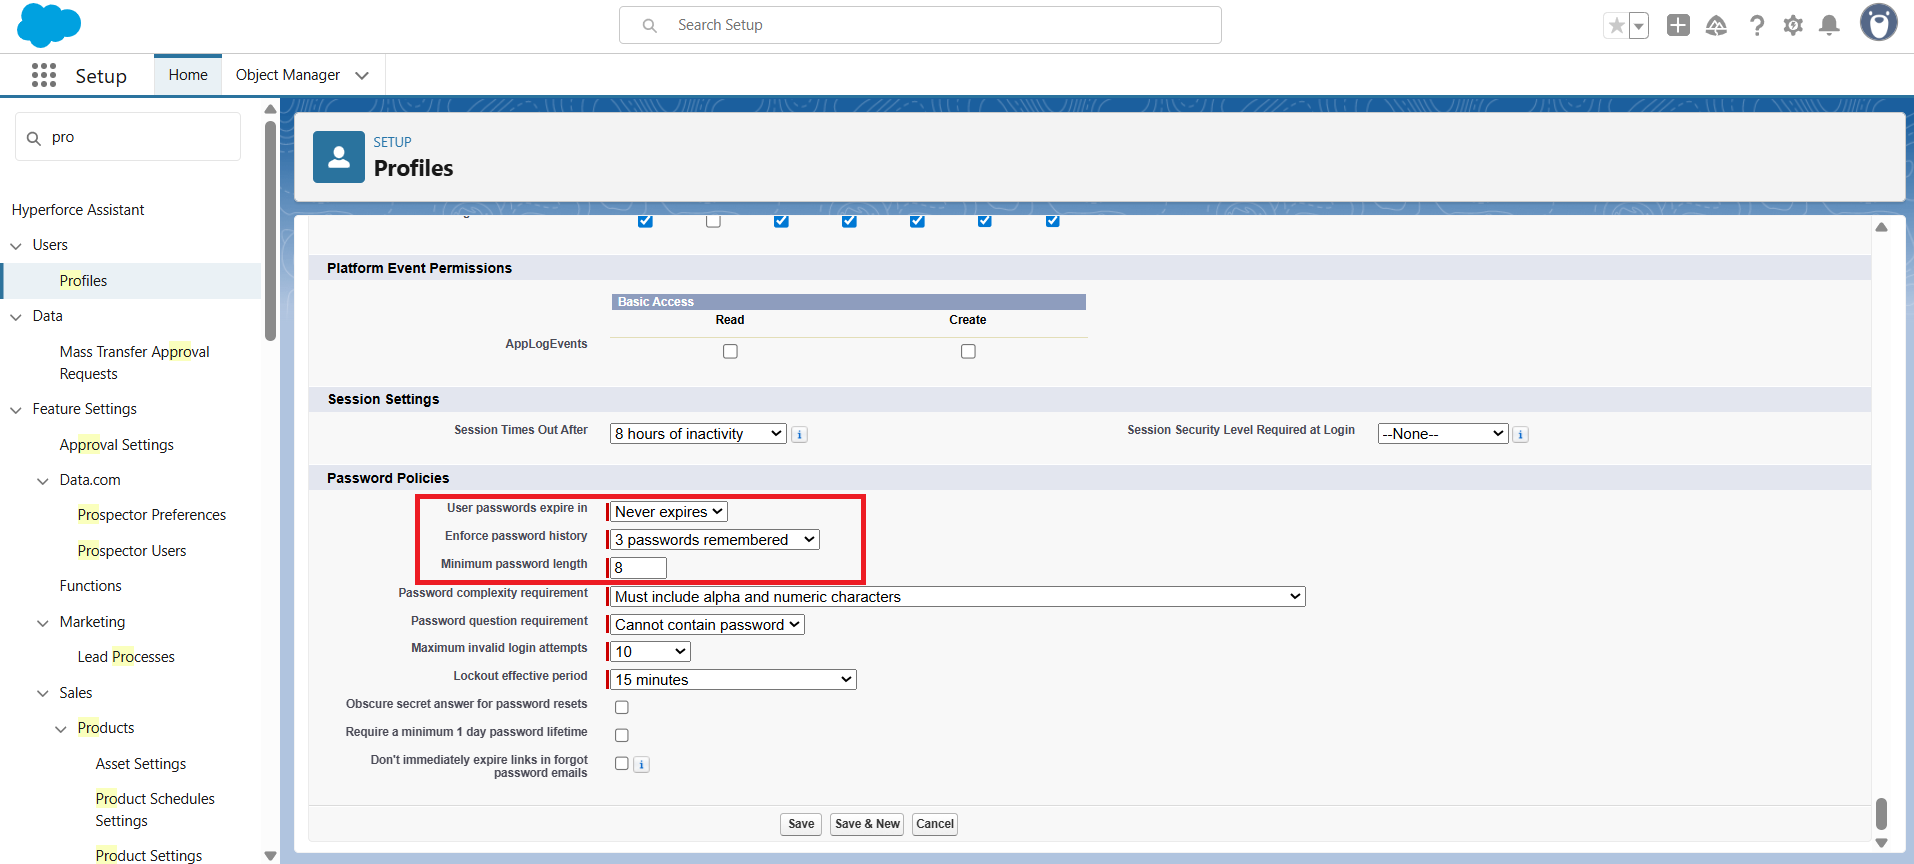 Search Setup
Setup
Home
Object Manager
pro
Hyperforce Assistant
Users
Profiles
Data
Mass Transfer Approval
Requests
Feature Settings
Approval Settings
Data.com
Prospector Preferences
Prospector Users
Functions
Marketing
Lead Processes
Sales
Products
Asset Settings
Product Schedules
Settings
Product Settings
SETUP
Profiles
Platform Event Permissions
Basic Access
Read Create
AppLogEvents
Session Settings
Session Times Out After 8 hours of inactivity i Session Security Level Required at Login --None-- i
Password Policies
User passwords expire in Never expires
Enforce password history 3 passwords remembered
Minimum password length 8
Password complexity requirement Must include alpha and numeric characters
Password question requirement Cannot contain password
Maximum invalid login attempts 10
Lockout effective period 15 minutes
Obscure secret answer for password resets
Require a minimum 1 day password lifetime
Don't immediately expire links in forgot i
password emails
Save Save & New Cancel